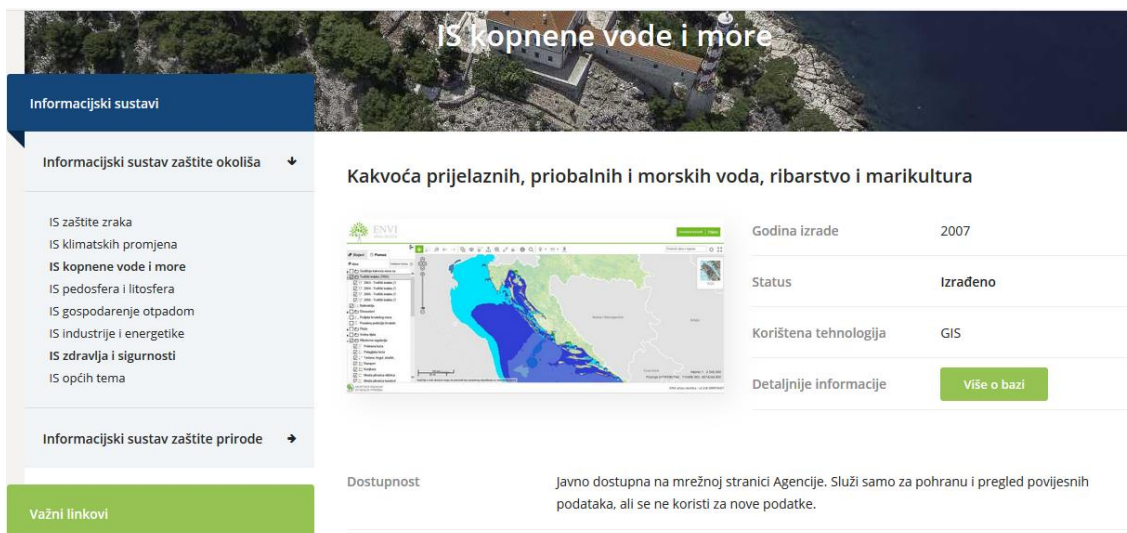 IS kopnene vode i more
Informacijski sustavi
Informacijski sustav zaštite okoliša
IS zaštite zraka
IS klimatskih promjena
IS kopnene vode i more
IS pedosfera i litosfera
IS gospodarenje otpadom
IS industrije i energetike
IS zdravlja i sigurnosti
IS općih tema
Informacijski sustav zaštite prirode
Važni linkovi
Kakvoća prijelaznih, priobalnih i morskih voda, ribarstvo i marikultura
ENVI
Godina izrade 2007
Status Izrađeno
Korištena tehnologija GIS
Detaljnije informacije Više o bazi
Dostupnost Javno dostupna na mrežnoj stranici Agencije. Služi samo za pohranu i pregled povijesnih
podataka, ali se ne koristi za nove podatke.